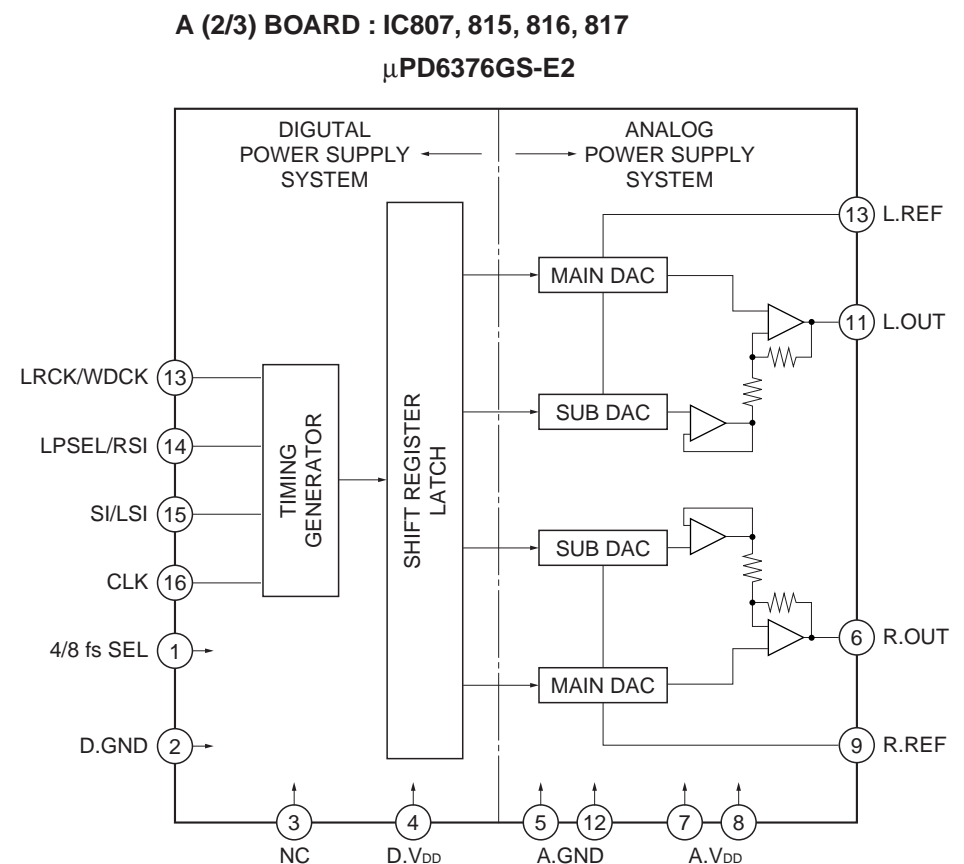 A (2/3) BOARD : IC807, 815, 816, 817
μPD6376GS-E2
DIGUTAL
POWER SUPPLY
SYSTEM
ANALOG
POWER SUPPLY
SYSTEM
13 L.REF
MAIN DAC
11 L.OUT
LRCK/WDCK 13
SUB DAC
LPSEL/RSI 14
TIMING
GENERATOR
SHIFT REGISTER
LATCH
SI/LSI 15
SUB DAC
CLK 16
4/8 fs SEL 1
6 R.OUT
MAIN DAC
D.GND 2
9 R.REF
3
4
5
12
7
8
NC
D.VDD
A.GND
A.VDD